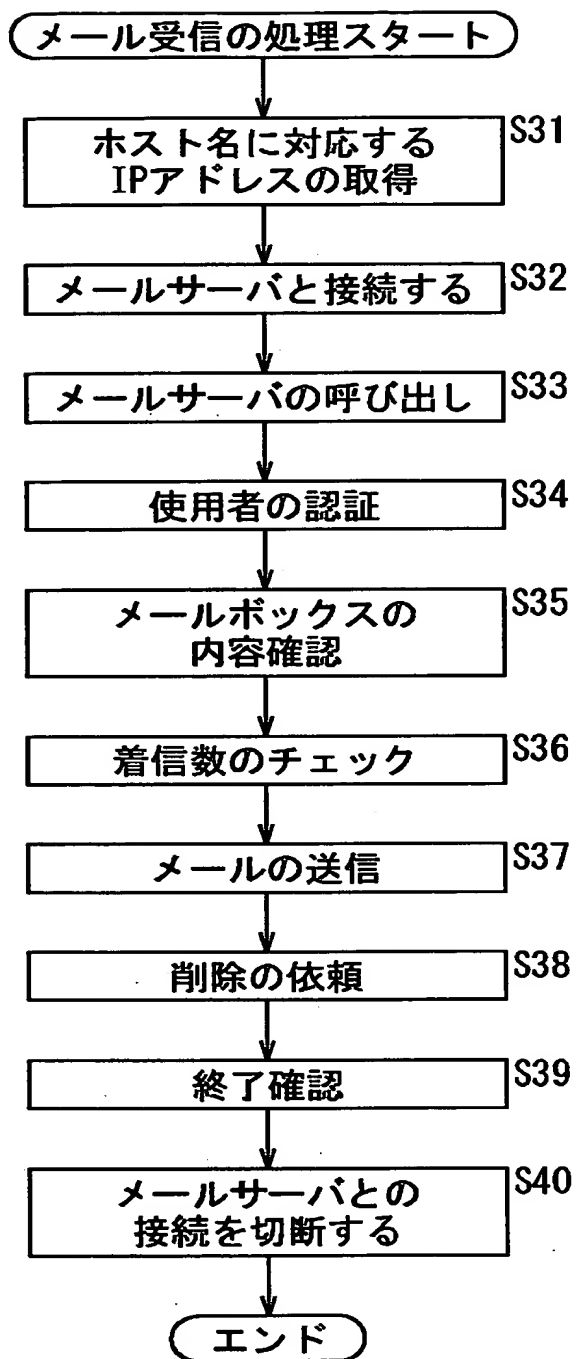 メール受信の処理スタート
S31
ホスト名に対応する
IPアドレスの取得
S32
メールサーバと接続する
S33
メールサーバの呼び出し
S34
使用者の認証
S35
メールボックスの
内容確認
S36
着信数のチェック
S37
メールの送信
S38
削除の依頼
S39
終了確認
S40
メールサーバとの
接続を切断する
エンド